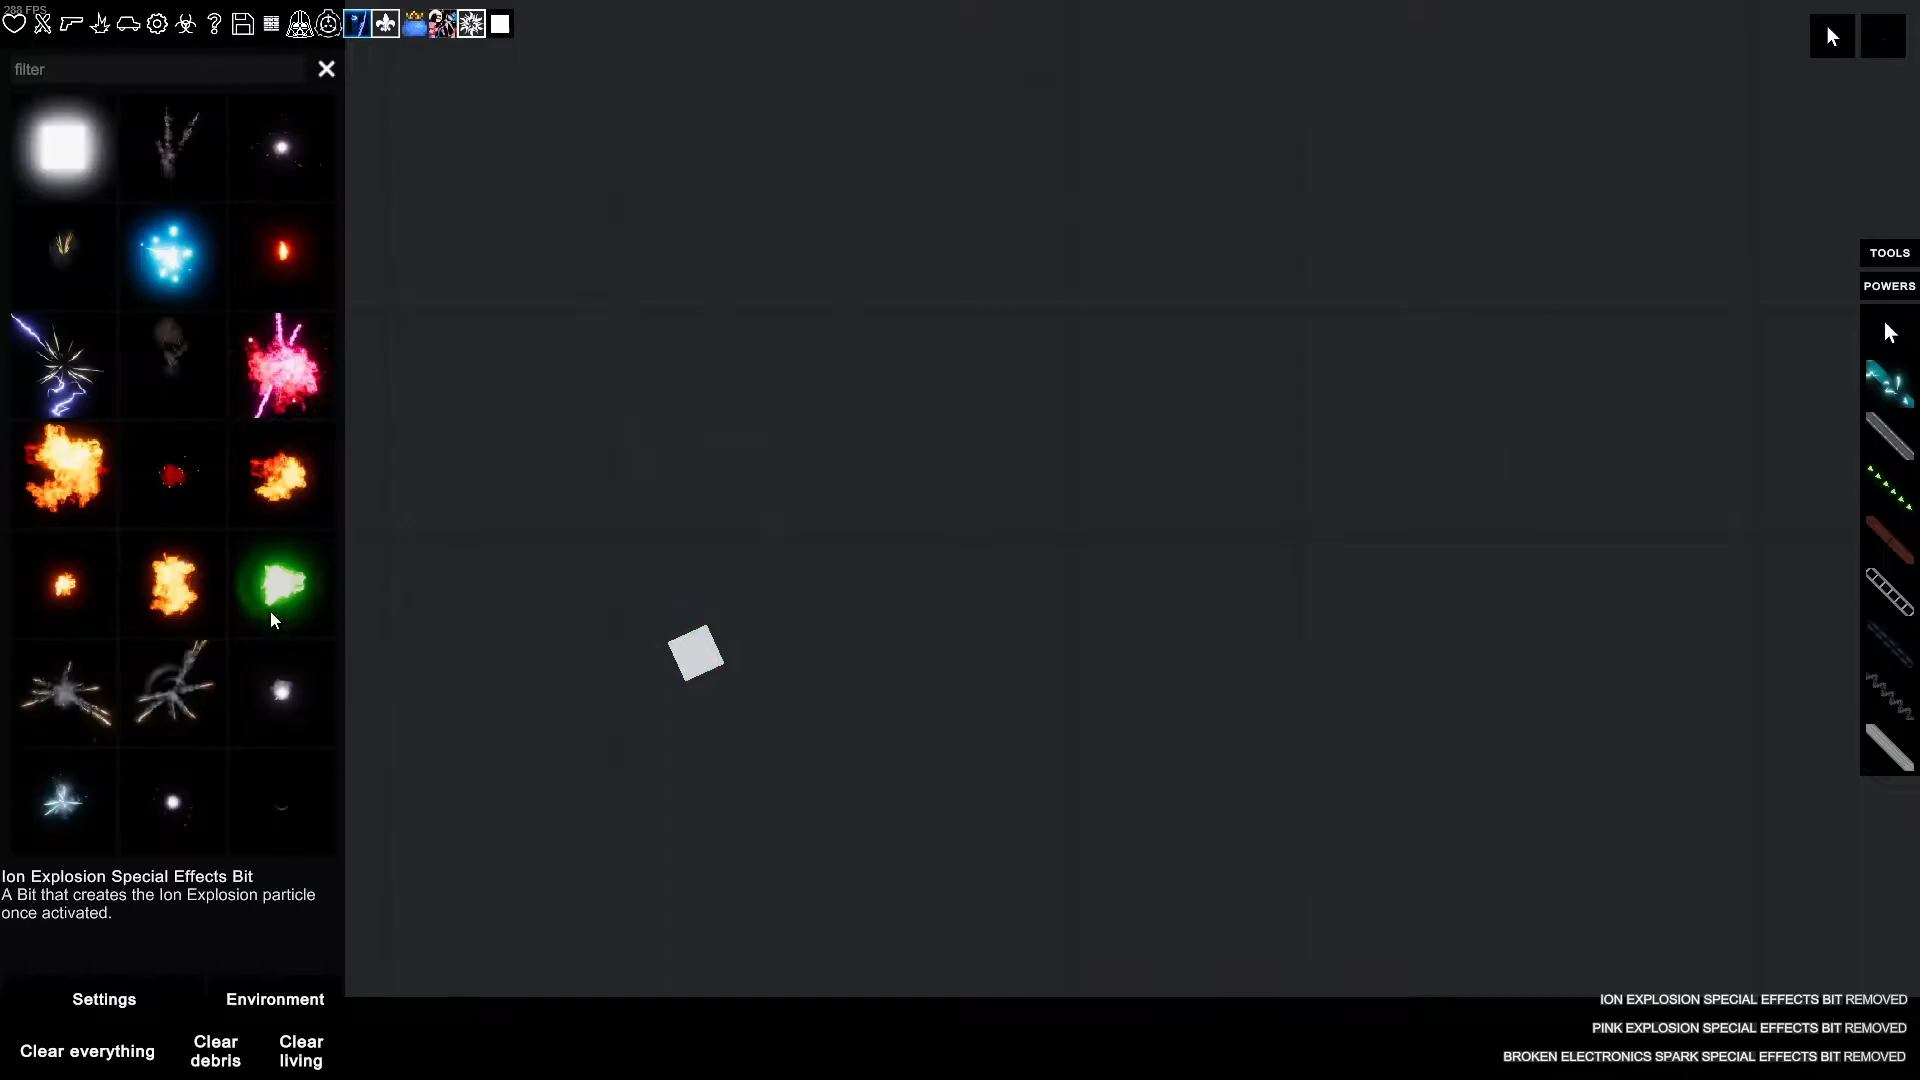 288 FPS
filter
TOOLS
POWERS
Ion Explosion Special Effects Bit
A Bit that creates the Ion Explosion particle
once activated.
Settings
Environment
Clear everything
Clear
debris
Clear
living
ION EXPLOSION SPECIAL EFFECTS BIT REMOVED
PINK EXPLOSION SPECIAL EFFECTS BIT REMOVED
BROKEN ELECTRONICS SPARK SPECIAL EFFECTS BIT REMOVED